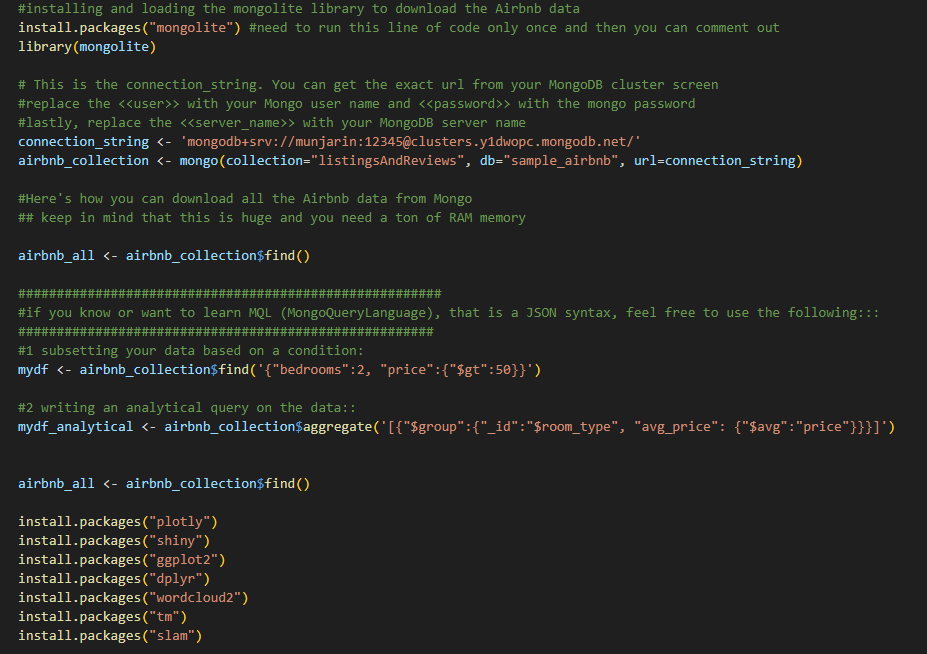 #installing and loading the mongolite library to download the Airbnb data
install.packages("mongolite") #need to run this line of code only once and then you can comment out
library(mongolite)
# This is the connection_string. You can get the exact url from your MongoDB cluster screen
#replace the <<user>> with your Mongo user name and <<password>> with the mongo password
#lastly, replace the <<server_name>> with your MongoDB server name
connection_string <- 'mongodb+srv://munjarin:12345@clusters.y1dwopc.mongodb.net/'
airbnb_collection <- mongo(collection="listingsAndReviews", db="sample_airbnb", url=connection_string)
#Here's how you can download all the Airbnb data from Mongo
## keep in mind that this is huge and you need a ton of RAM memory
airbnb_all <- airbnb_collection$find()
#######################################################
#if you know or want to learn MQL (MongoQueryLanguage), that is a JSON syntax, feel free to use the following:::
######################################################
#1 subsetting your data based on a condition:
mydf <- airbnb_collection$find('{"bedrooms":2, "price":{"$gt":50}}')
#2 writing an analytical query on the data::
mydf_analytical <- airbnb_collection$aggregate('[{"$group":{"_id":"$room_type", "avg_price": {"$avg":"price"}}}]')
airbnb_all <- airbnb_collection$find()
install.packages("plotly")
install.packages("shiny")
install.packages("ggplot2")
install.packages("dplyr")
install.packages("wordcloud2")
install.packages("tm")
install.packages("slam")